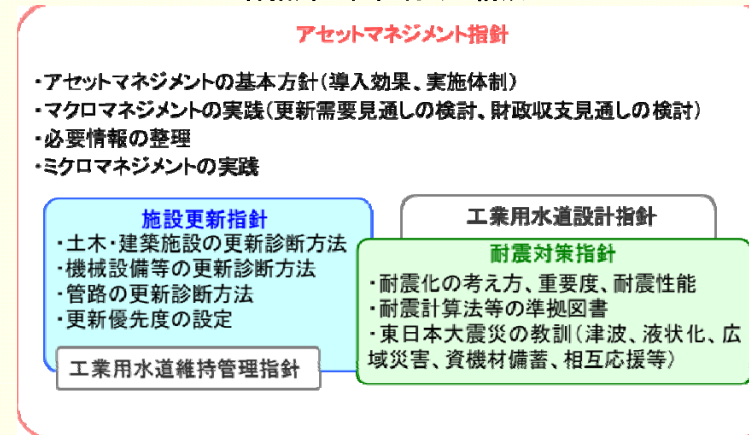 アセットマネジメント指針
・アセットマネジメントの基本方針(導入効果、実施体制)
・マクロマネジメントの実践(更新需要見通しの検討、財政収支見通しの検討)
・必要情報の整理
・ミクロマネジメントの実践
施設更新指針
・土木・建築施設の更新診断方法
・機械設備等の更新診断方法
・管路の更新診断方法
・更新優先度の設定
工業用水道維持管理指針
工業用水道設計指針
耐震対策指針
・耐震化の考え方、重要度、耐震性能
・耐震計算法等の準拠図書
・東日本大震災の教訓(津波、液状化、広
域災害、資機材備蓄、相互応援等)